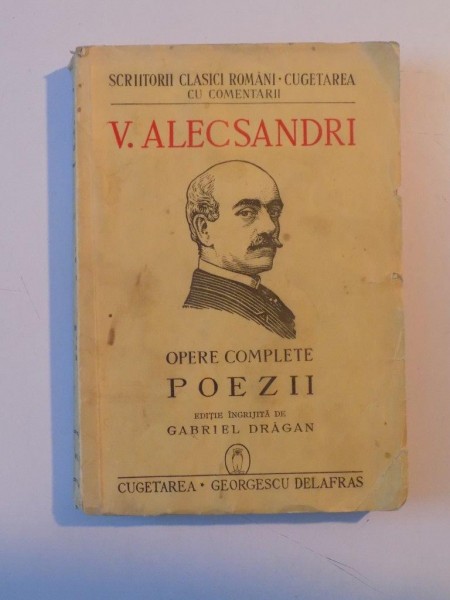 SCRIITORII CLASICI ROMÂNI • CUGETAREA
CU COMENTARII
V. ALECSANDRI
OPERE COMPLETE
POEZII
EDIȚIE ÎNGRIJITĂ DE
GABRIEL DRĂGAN
CUGETAREA • GEORGESCU DELAFRAS